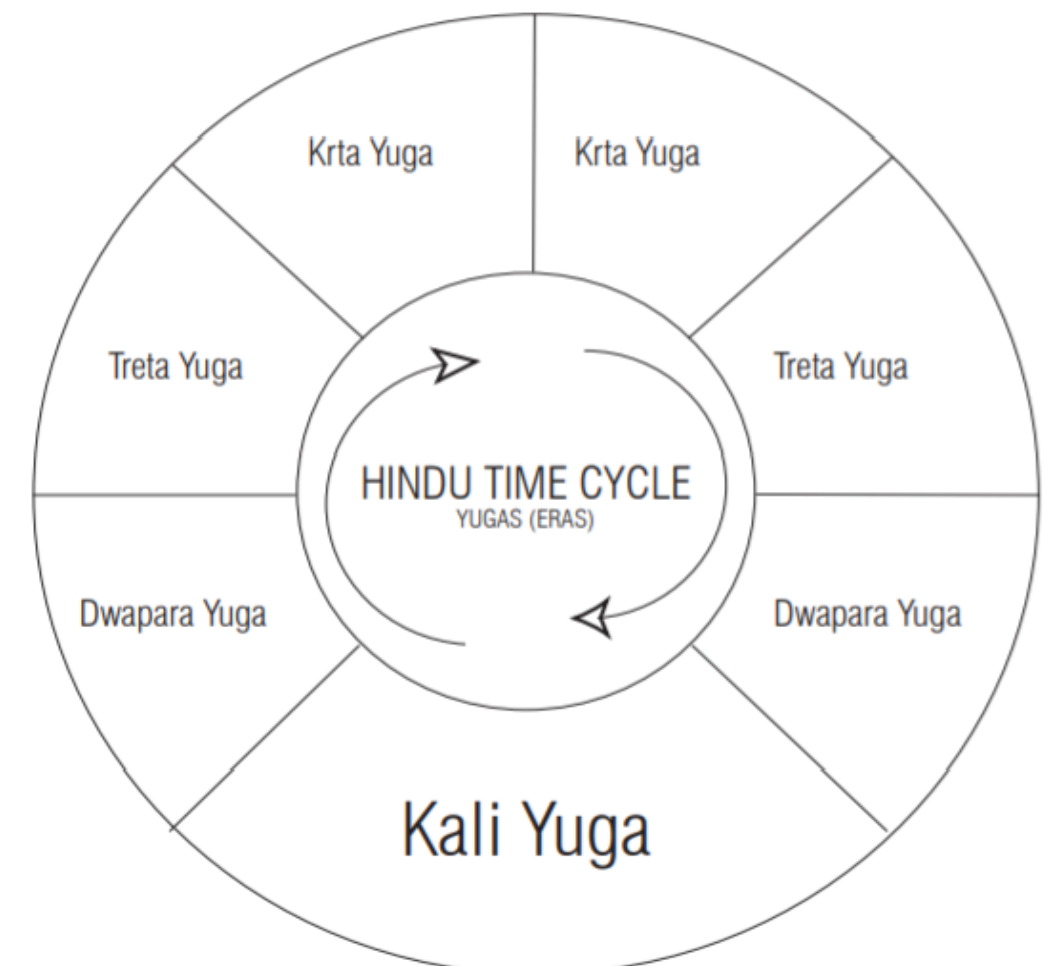 Krta Yuga
Krta Yuga
Treta Yuga
Treta Yuga
HINDU TIME CYCLE
YUGAS (ERAS)
Dwapara Yuga
Dwapara Yuga
Kali Yuga